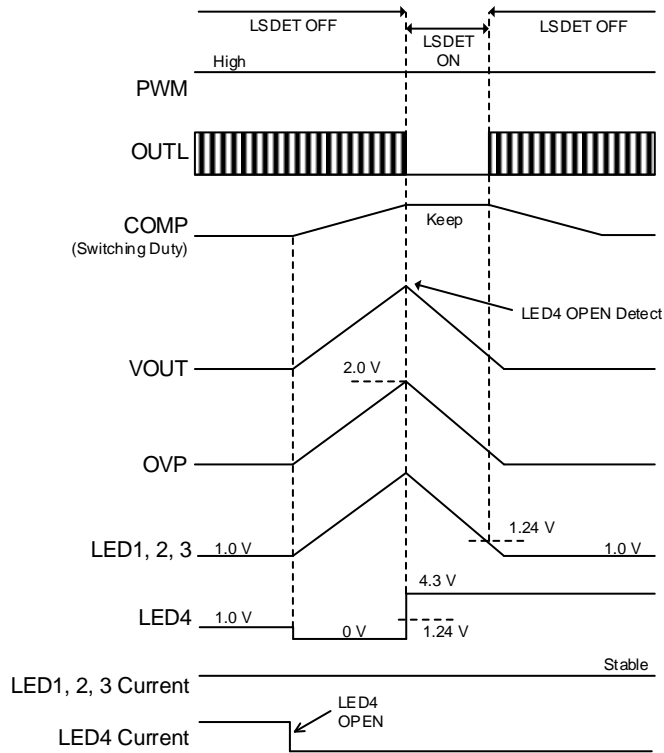 LSDET OFF
LSDET
ON
LSDET OFF
High
PWM
OUTL
COMP
(Switching Duty)
Keep
LED4 OPEN Detect
VOUT
2.0 V
OVP
1.24 V
LED1, 2, 3
1.0 V
1.0 V
4.3 V
LED4
1.0 V
0 V
1.24 V
Stable
LED1, 2, 3 Current
LED4
OPEN
LED4 Current